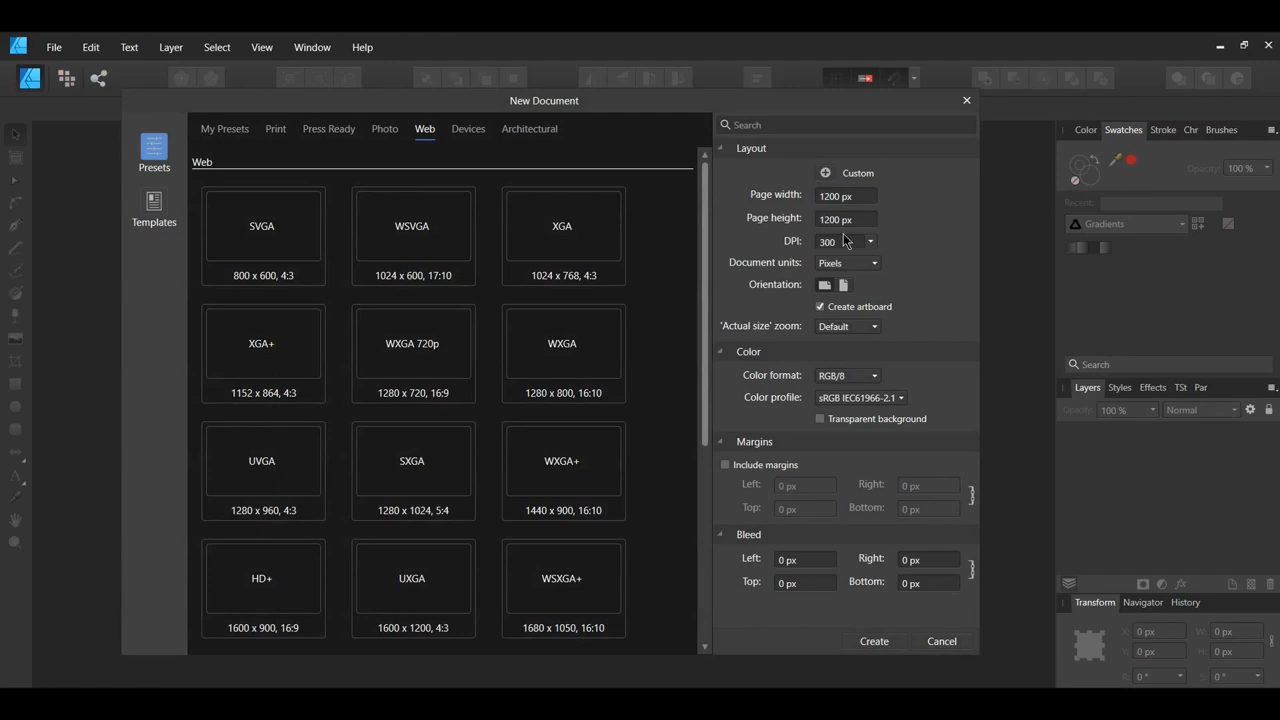 File Edit Text Layer Select View Window Help
New Document
Presets
Templates
My Presets Print Press Ready Photo Web Devices Architectural
Web
SVGA
800 x 600, 4:3
WSVGA
1024 x 600, 17:10
XGA
1024 x 768, 4:3
XGA+
1152 x 864, 4:3
WXGA 720p
1280 x 720, 16:9
WXGA
1280 x 800, 16:10
UVGA
1280 x 960, 4:3
SXGA
1280 x 1024, 5:4
WXGA+
1440 x 900, 16:10
HD+
1600 x 900, 16:9
UXGA
1600 x 1200, 4:3
WSXGA+
1680 x 1050, 16:10
Search
Layout
Custom
Page width: 1200 px
Page height: 1200 px
DPI: 300
Document units: Pixels
Orientation:
Create artboard
'Actual size' zoom: Default
Color
Color format: RGB/8
Color profile: sRGB IEC61966-2.1
Transparent background
Margins
Include margins
Left: 0 px Right: 0 px
Top: 0 px Bottom: 0 px
Bleed
Left: 0 px Right: 0 px
Top: 0 px Bottom: 0 px
Create Cancel
Color Swatches Stroke Chr Brushes
Opacity: 100 %
Recent:
Gradients
Search
Layers Styles Effects TSt Par
Opacity: 100 % Normal
Transform Navigator History
X: 0 px W: 0 px
Y: 0 px H: 0 px
R: 0 ° S: 0 °